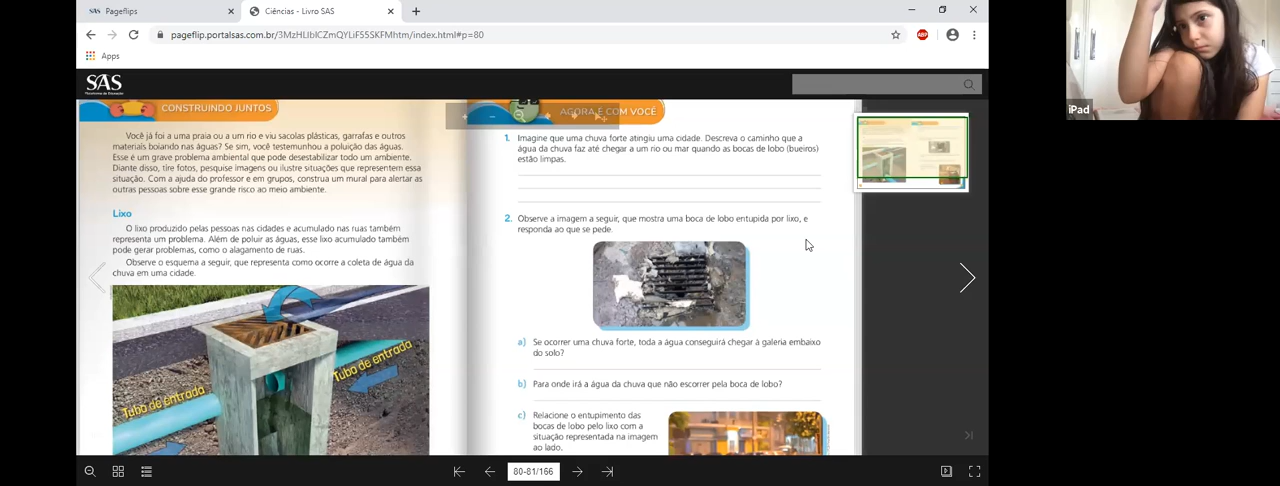 Pageflips
Ciências - Livro SAS
pageflip.portalsas.com.br/3MzHLIbICZmQYLiF55SKFMhtm/index.html#p=80
ABP
Apps
SAS
Plataforma de Educação
CONSTRUINDO JUNTOS
Você já foi a uma praia ou a um rio e viu sacolas plásticas, garrafas e outros
materiais boiando nas águas? Se sim, você testemunhou a poluição das águas.
Esse é um grave problema ambiental que pode desestabilizar todo um ambiente.
Diante disso, tire fotos, pesquise imagens ou ilustre situações que representem essa
situação. Com a ajuda do professor e em grupos, construa um mural para alertar as
outras pessoas sobre esse grande risco ao meio ambiente.
Lixo
O lixo produzido pelas pessoas nas cidades e acumulado nas ruas também
representa um problema. Além de poluir as águas, esse lixo acumulado também
pode gerar problemas, como o alagamento de ruas.
Observe o esquema a seguir, que representa como ocorre a coleta de água da
chuva em uma cidade.
Tubo de entrada
Tubo de entrada
AGORA É COM VOCÊ
1. Imagine que uma chuva forte atingiu uma cidade. Descreva o caminho que a
água da chuva faz até chegar a um rio ou mar quando as bocas de lobo (bueiros)
estão limpas.
2. Observe a imagem a seguir, que mostra uma boca de lobo entupida por lixo, e
responda ao que se pede.
a) Se ocorrer uma chuva forte, toda a água conseguirá chegar à galeria embaixo
do solo?
b) Para onde irá a água da chuva que não escorrer pela boca de lobo?
c) Relacione o entupimento das
bocas de lobo pelo lixo com a
situação representada na imagem
ao lado.
80-81/166
iPad